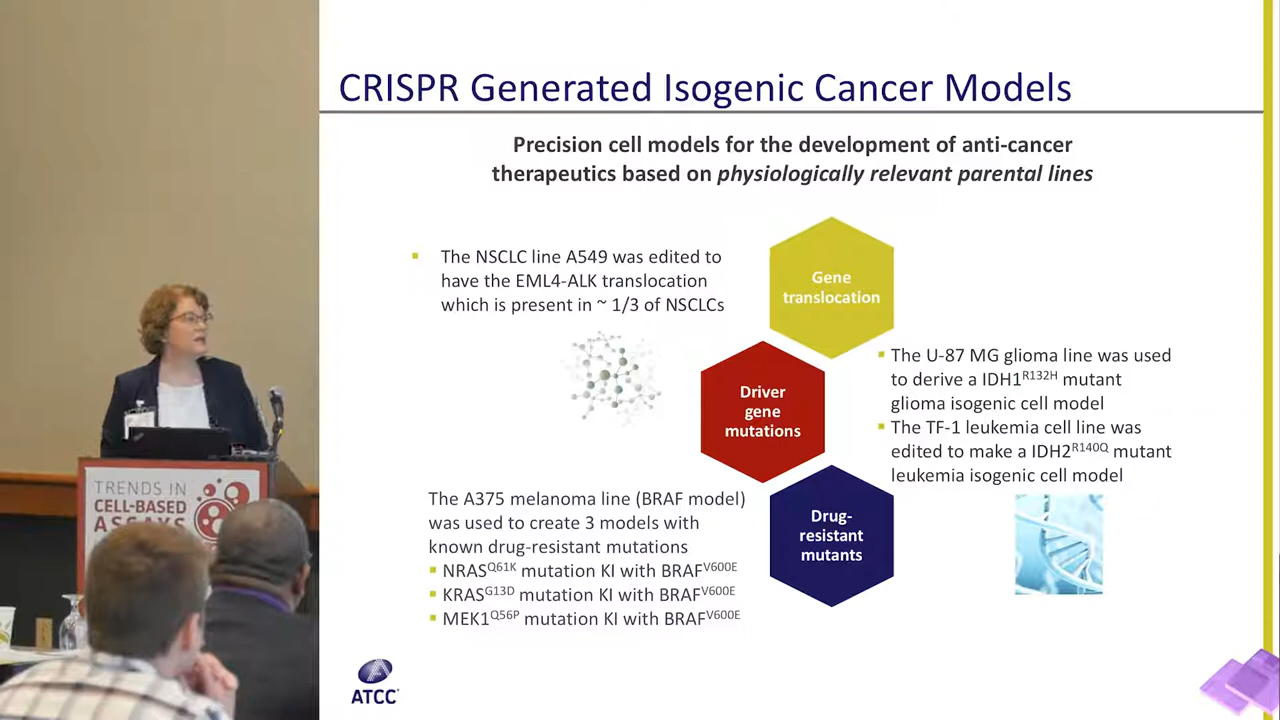 CRISPR Generated Isogenic Cancer Models
Precision cell models for the development of anti-cancer
therapeutics based on physiologically relevant parental lines
The NSCLC line A549 was edited to
have the EML4-ALK translocation
which is present in ~ 1/3 of NSCLCs
Gene
translocation
Driver
gene
mutations
The U-87 MG glioma line was used
to derive a IDH1R132H mutant
glioma isogenic cell model
The TF-1 leukemia cell line was
edited to make a IDH2R140Q mutant
leukemia isogenic cell model
The A375 melanoma line (BRAF model)
was used to create 3 models with
known drug-resistant mutations
NRASQ61K mutation KI with BRAFV600E
KRASG13D mutation KI with BRAFV600E
MEK1Q56P mutation KI with BRAFV600E
Drug-
resistant
mutants
TRENDS IN
CELL-BASED
ASSAYS
ATCC